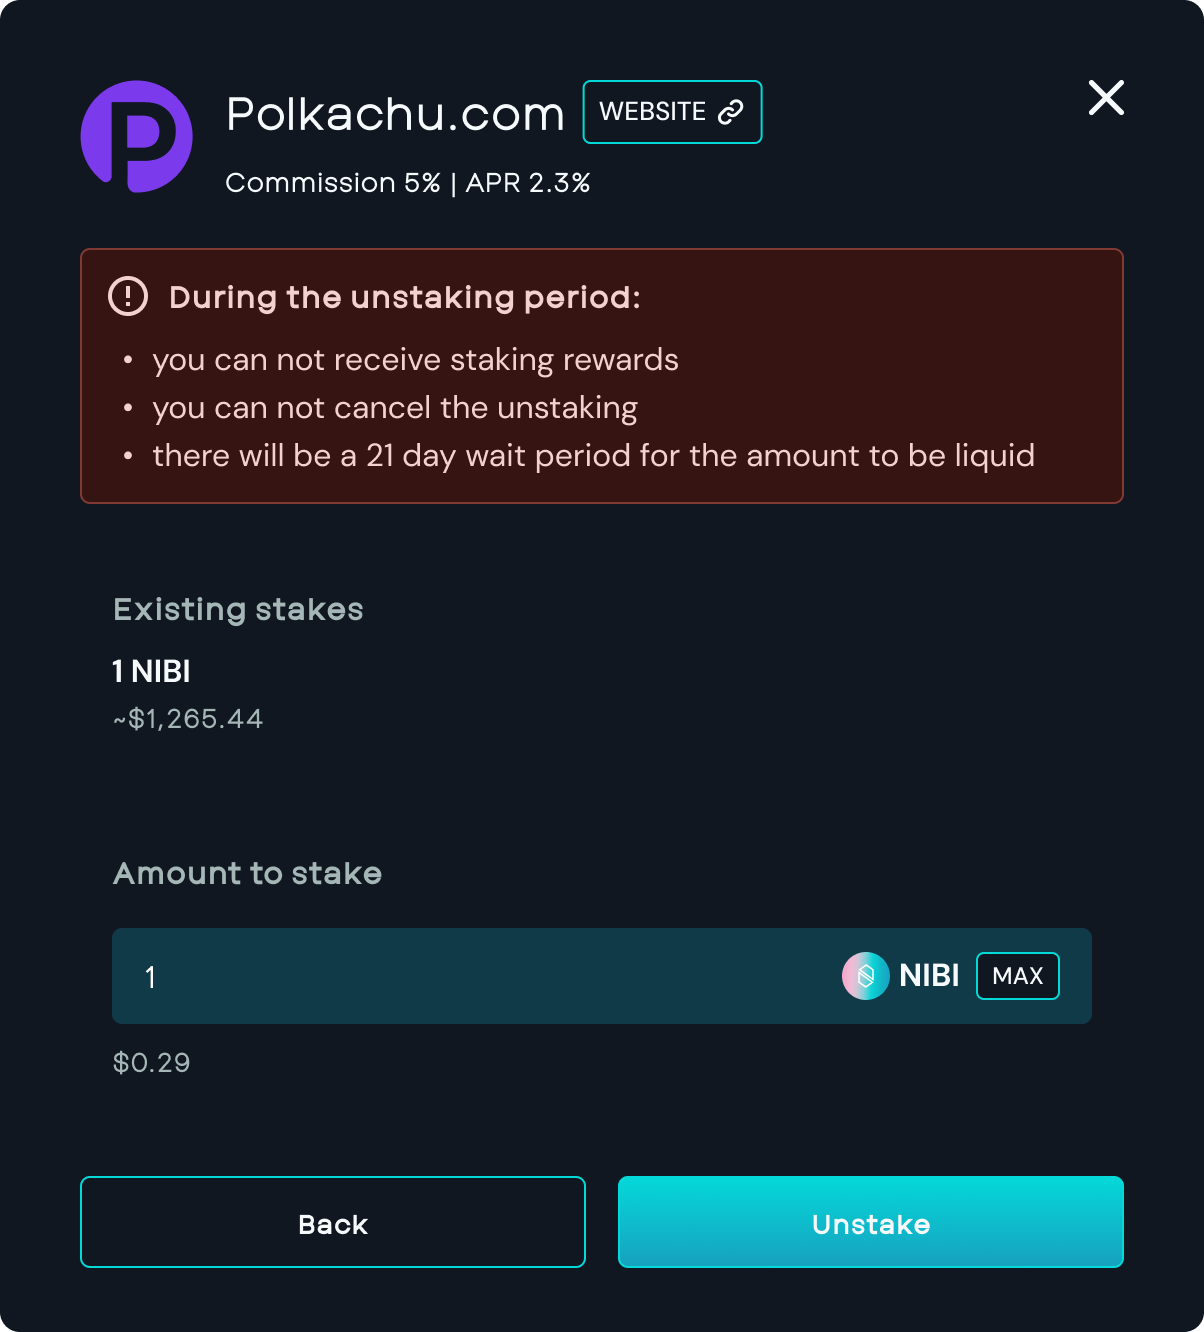 Polkachu.com WEBSITE
Commission 5% | APR 2.3%
During the unstaking period:
• you can not receive staking rewards
• you can not cancel the unstaking
• there will be a 21 day wait period for the amount to be liquid
Existing stakes
1 NIBI
~$1,265.44
Amount to stake
1 NIBI MAX
$0.29
Back Unstake